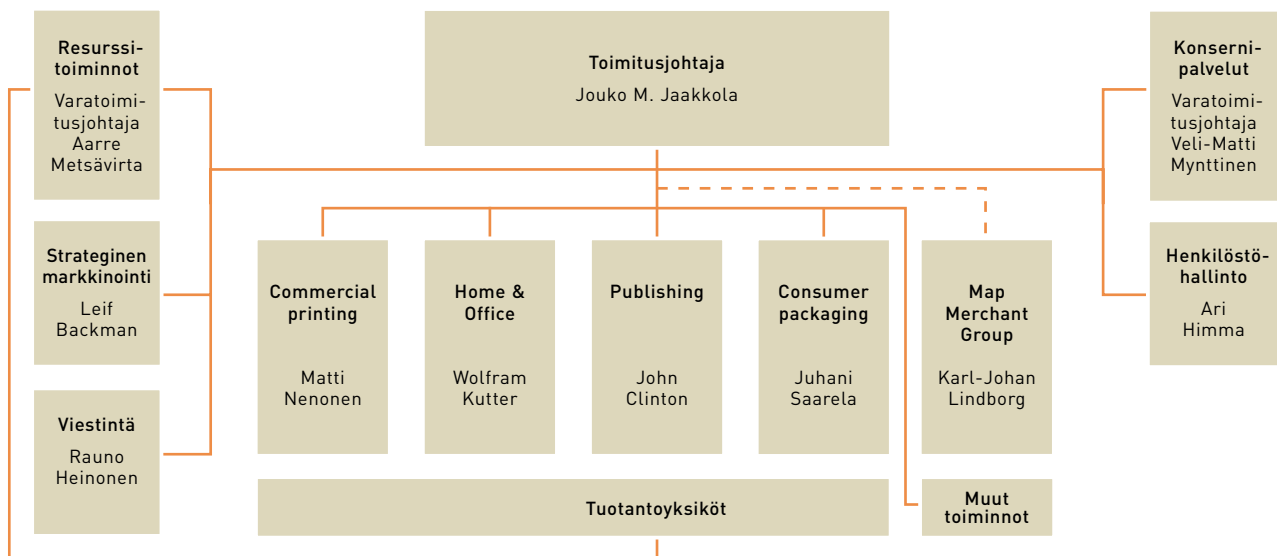 Resurssi-
toiminnot
Varatoimi-
tusjohtaja
Aarre
Metsävirta
Toimitusjohtaja
Jouko M. Jaakkola
Konserni-
palvelut
Varatoimi-
tusjohtaja
Veli-Matti
Mynttinen
Strateginen
markkinointi
Leif
Backman
Commercial
printing
Matti
Nenonen
Home &
Office
Wolfram
Kutter
Publishing
John
Clinton
Consumer
packaging
Juhani
Saarela
Map
Merchant
Group
Karl-Johan
Lindborg
Henkilöstö-
hallinto
Ari
Himma
Viestintä
Rauno
Heinonen
Tuotantoyksiköt
Muut
toiminnot